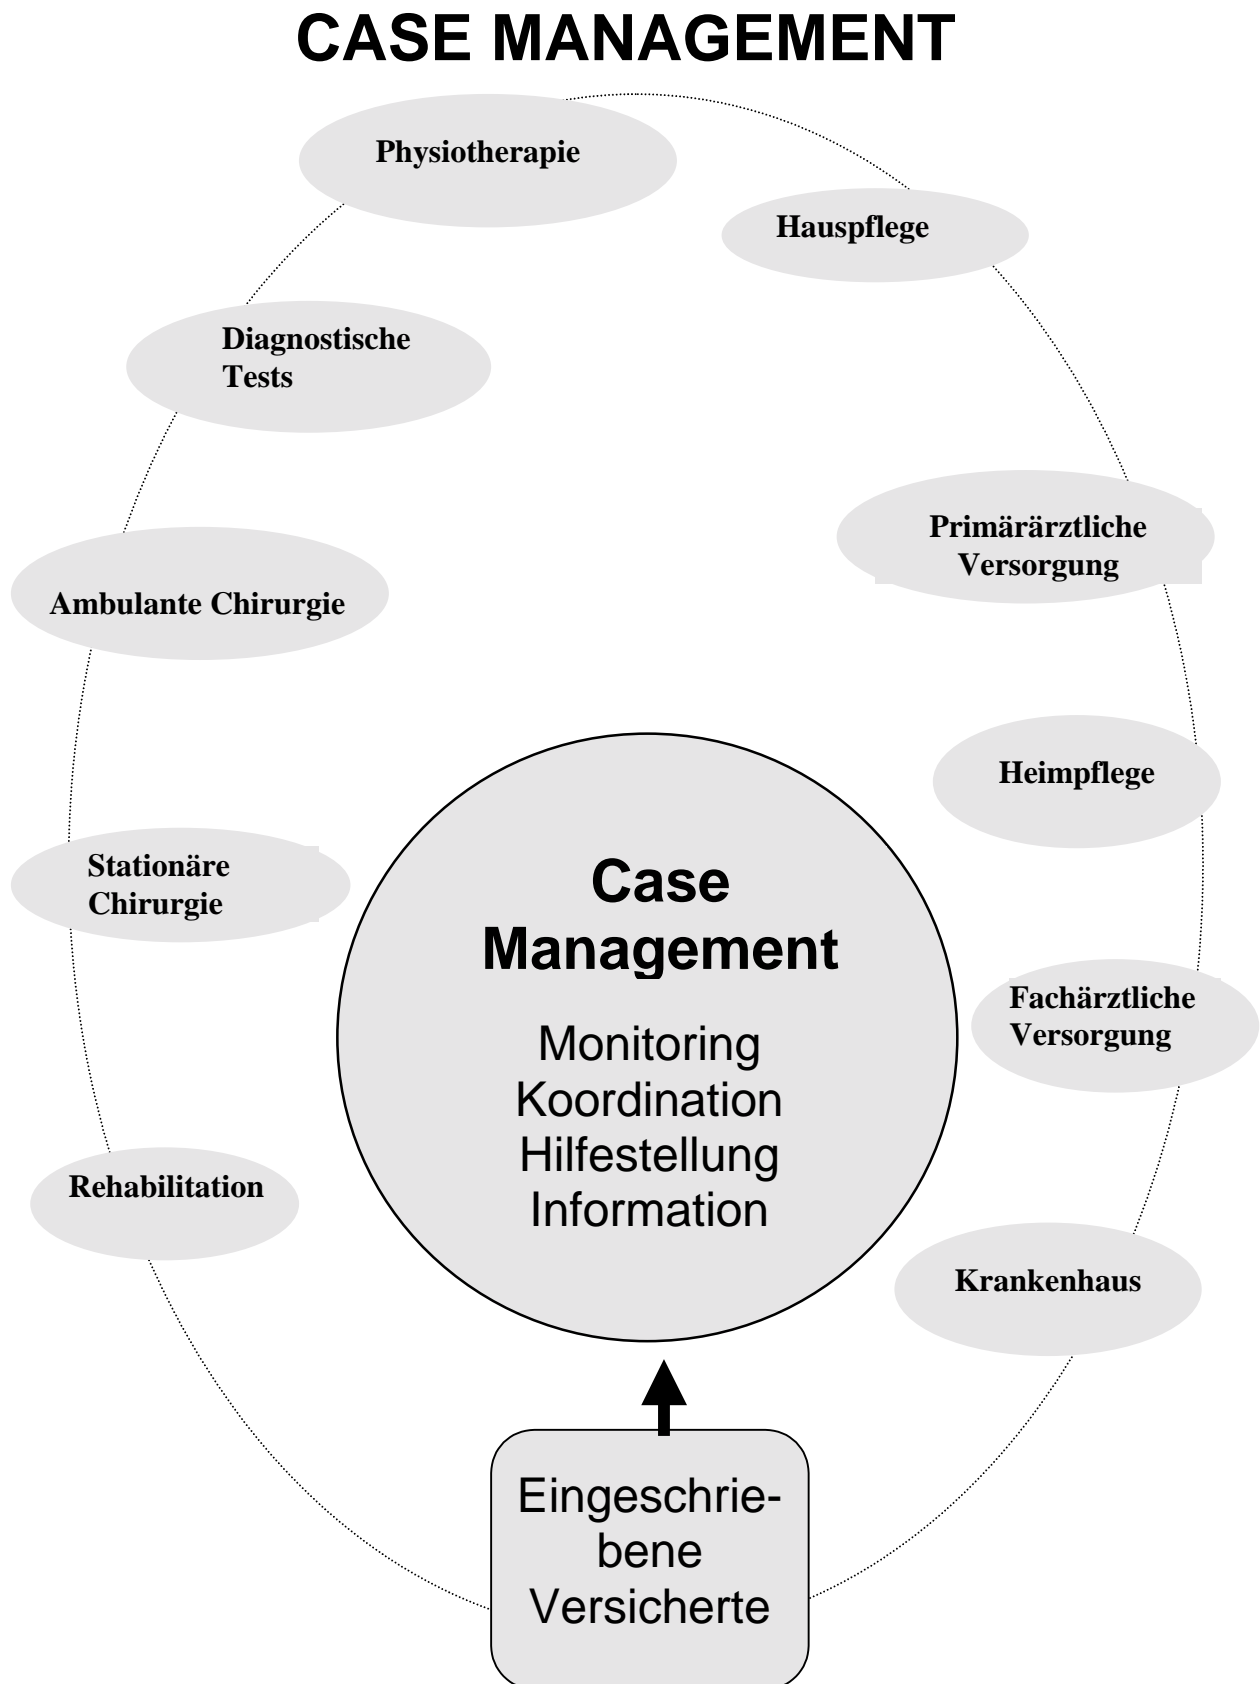 CASE MANAGEMENT
Physiotherapie
Hauspflege
Diagnostische
Tests
Primärärztliche
Versorgung
Ambulante Chirurgie
Heimpflege
Stationäre
Chirurgie
Case
Management
Monitoring
Koordination
Hilfestellung
Information
Fachärztliche
Versorgung
Rehabilitation
Krankenhaus
Eingeschrie-
bene
Versicherte